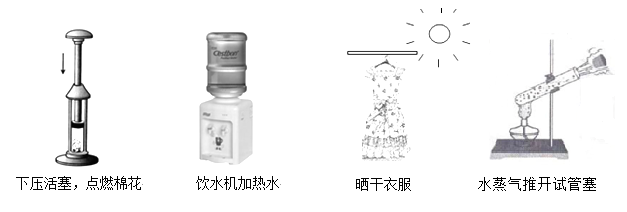 下压活塞，点燃棉花
饮水机加热水
晒干衣服
水蒸气推开试管塞